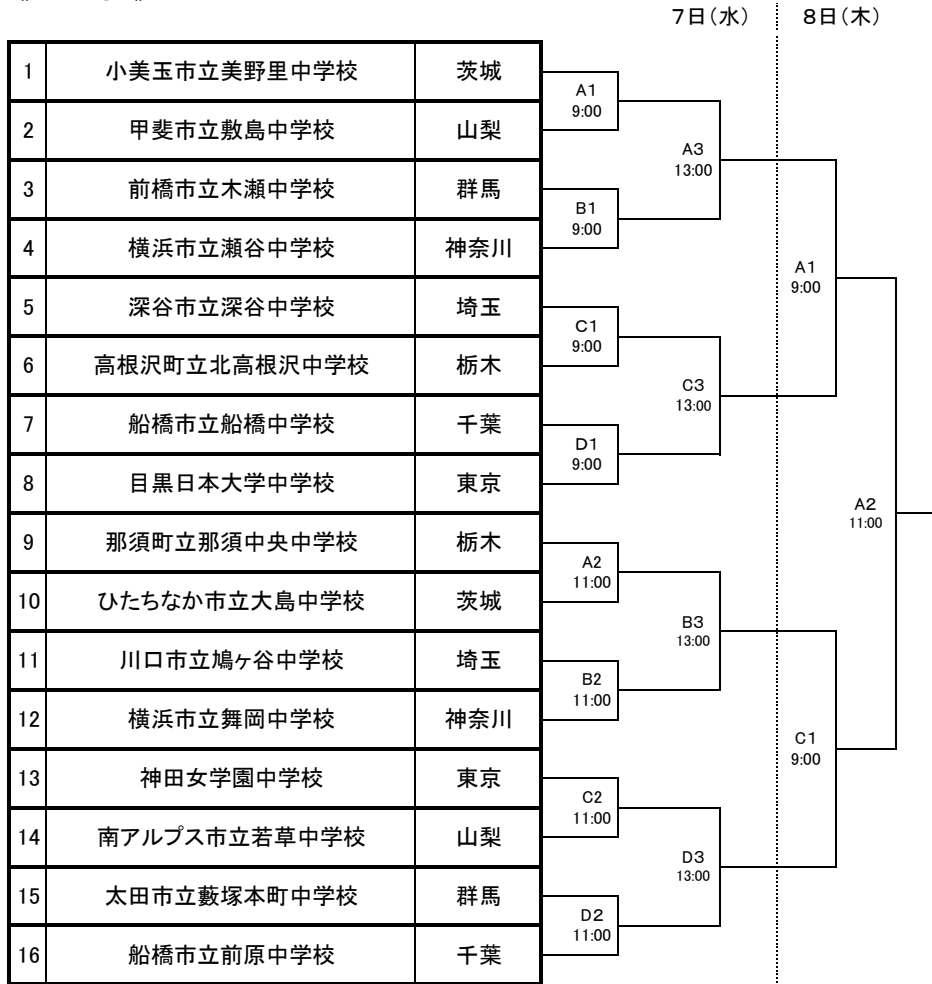 7日(水) 8日(木)
1 小美玉市立美野里中学校 茨城
2 甲斐市立敷島中学校 山梨
3 前橋市立木瀬中学校 群馬
4 横浜市立瀬谷中学校 神奈川
5 深谷市立深谷中学校 埼玉
6 高根沢町立北高根沢中学校 栃木
7 船橋市立船橋中学校 千葉
8 目黒日本大学中学校 東京
9 那須町立那須中央中学校 栃木
10 ひたちなか市立大島中学校 茨城
11 川口市立鳩ヶ谷中学校 埼玉
12 横浜市立舞岡中学校 神奈川
13 神田女学園中学校 東京
14 南アルプス市立若草中学校 山梨
15 太田市立藪塚本町中学校 群馬
16 船橋市立前原中学校 千葉
A1
9:00
B1
9:00
C1
9:00
D1
9:00
A2
11:00
B2
11:00
C2
11:00
D2
11:00
A3
13:00
C3
13:00
B3
13:00
D3
13:00
A1
9:00
C1
9:00
A2
11:00